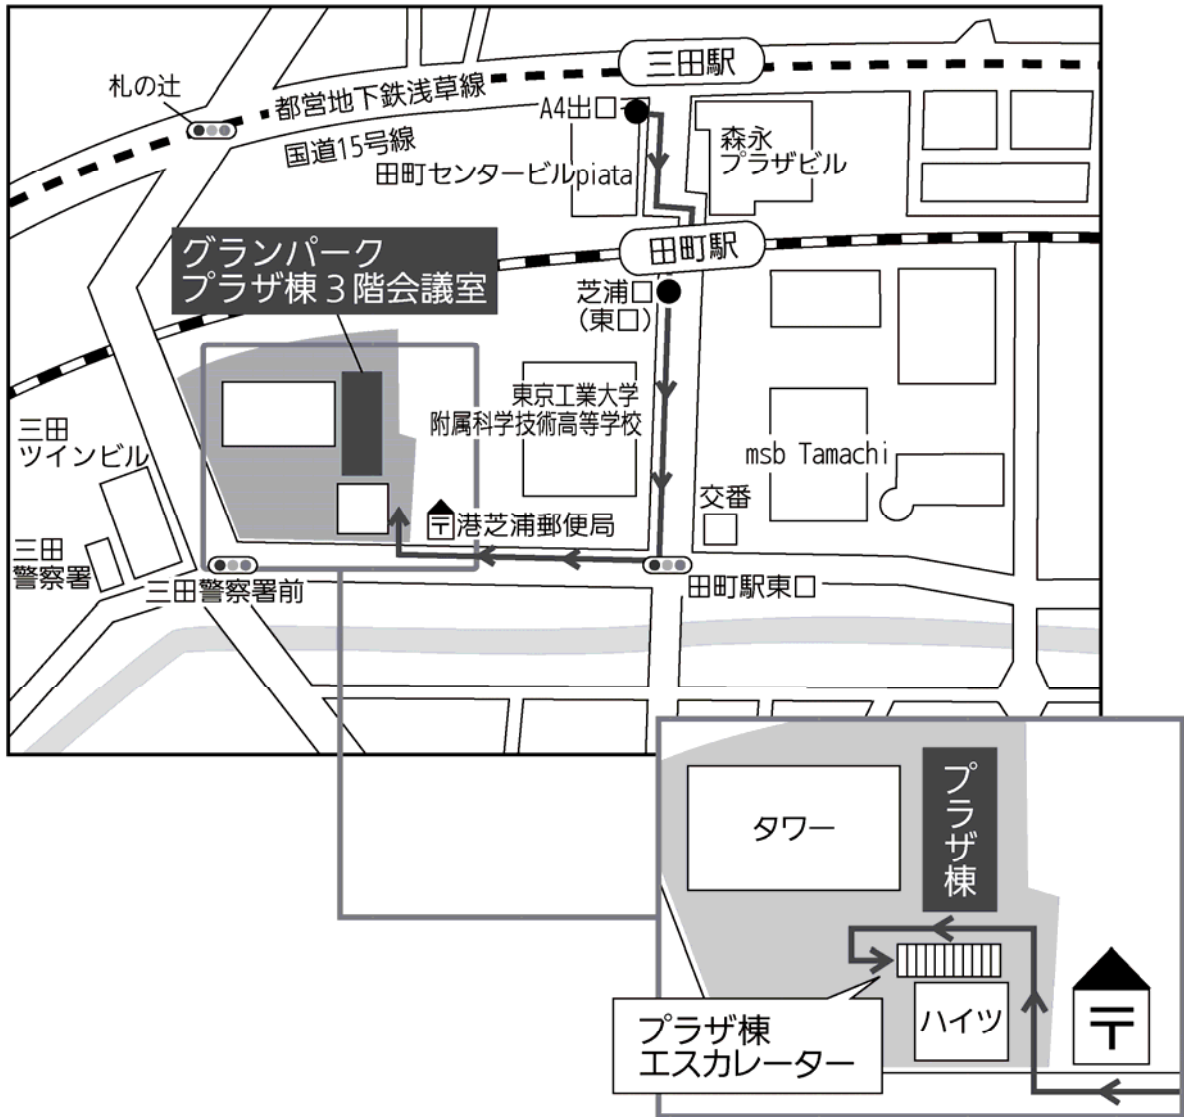 三田駅
札の辻
都営地下鉄浅草線
A4出口
国道15号線
森永
プラザビル
田町センタービルpiata
グランパーク
プラザ棟3階会議室
田町駅
芝浦口
(東口)
東京工業大学
附属科学技術高等学校
三田
ツインビル
msb Tamachi
交番
〒港芝浦郵便局
三田
警察署
三田警察署前
田町駅東口
タワー
プラザ棟
ハイツ
〒
プラザ棟
エスカレーター